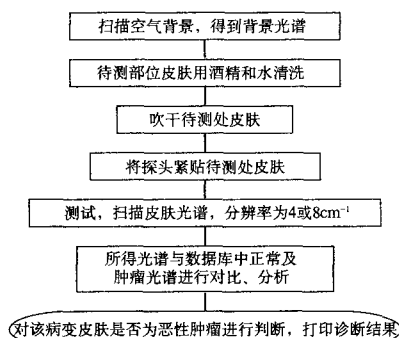 扫描空气背景，得到背景光谱
待测部位皮肤用酒精和水清洗
吹干待测处皮肤
将探头紧贴待测处皮肤
测试，扫描皮肤光谱，分辨率为4或8cm⁻¹
所得光谱与数据库中正常及
肿瘤光谱进行对比、分析
对该病变皮肤是否为恶性肿瘤进行判断，打印诊断结果